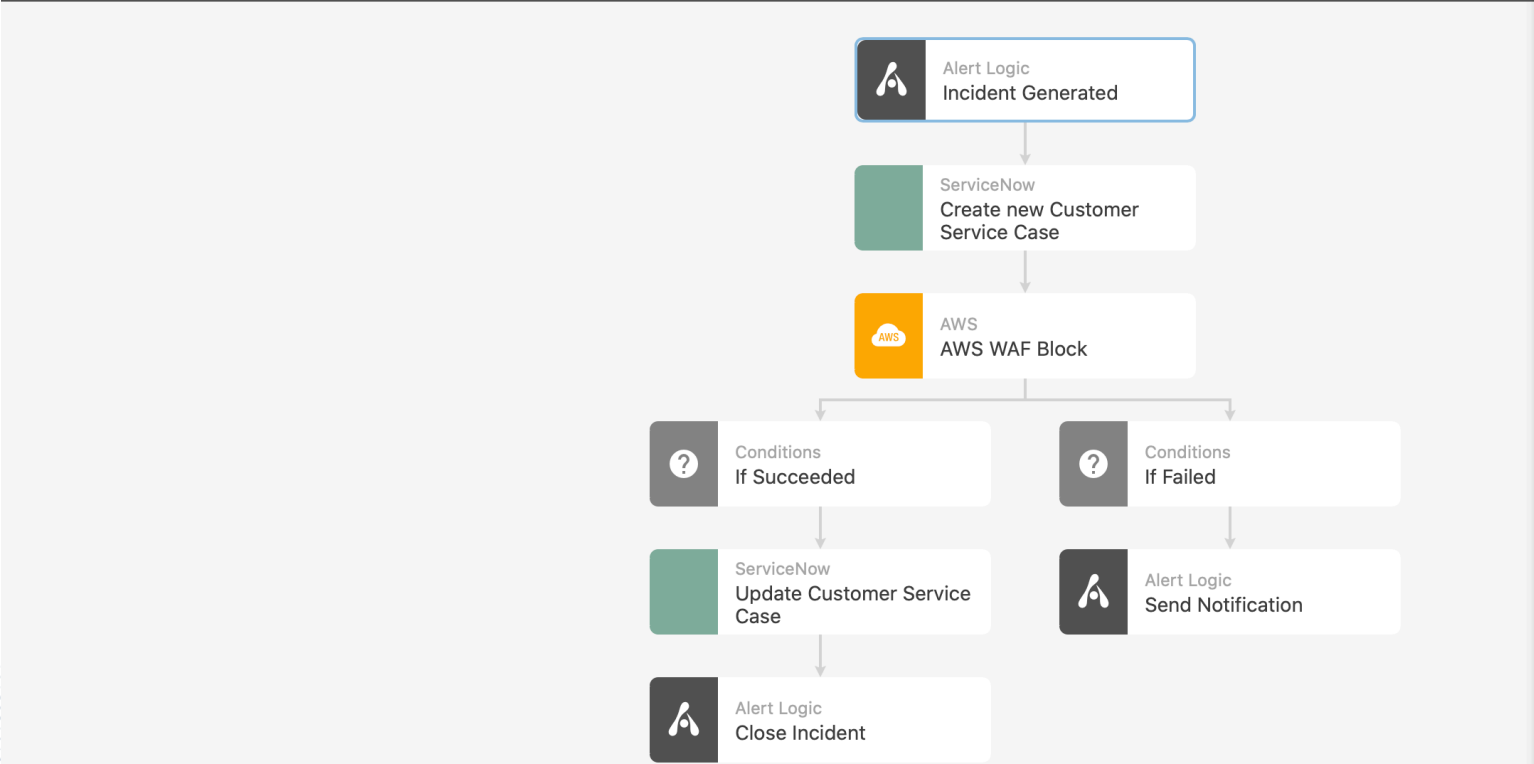 Alert Logic
Incident Generated
ServiceNow
Create new Customer
Service Case
AWS
AWS
AWS WAF Block
Conditions
If Succeeded
Conditions
If Failed
ServiceNow
Update Customer Service
Case
Alert Logic
Send Notification
Alert Logic
Close Incident